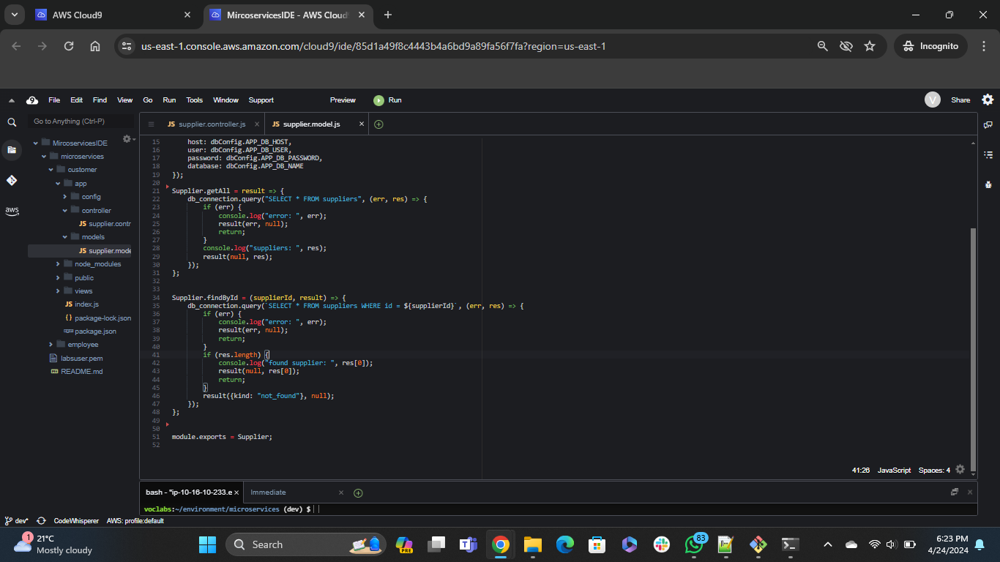 AWS Cloud9
MircoservicesIDE - AWS Cloud
us-east-1.console.aws.amazon.com/cloud9/ide/85d1a49f8c4443b4a6bd9a89fa56f7fa?region=us-east-1
Incognito
9
File Edit Find View Go Run Tools Window Support
Preview
Run
V
Share
Go to Anything (Ctrl-P)
MircoservicesIDE
microservices
customer
app
config
controller
JS supplier.contr
models
JS supplier.mode
node_modules
public
views
JS index.js
{} package-lock.json
package.json
employee
labsuser.pem
README.md
aws
JS supplier.controller.js
JS supplier.model.js
15 host: dbConfig.APP_DB_HOST,
16 user: dbConfig.APP_DB_USER,
17 password: dbConfig.APP_DB_PASSWORD,
18 database: dbConfig.APP_DB_NAME
19 });
20
21 Supplier.getAll = result => {
22 db_connection.query("SELECT * FROM suppliers", (err, res) => {
23 if (err) {
24 console.log("error: ", err);
25 result(err, null);
26 return;
27 }
28 console.log("suppliers: ", res);
29 result(null, res);
30 });
31 };
32
33
34 Supplier.findById = (supplierId, result) => {
35 db_connection.query(`SELECT * FROM suppliers WHERE id = ${supplierId}`, (err, res) => {
36 if (err) {
37 console.log("error: ", err);
38 result(err, null);
39 return;
40 }
41 if (res.length) {
42 console.log("found supplier: ", res[0]);
43 result(null, res[0]);
44 return;
45 }
46 result({kind: "not_found"}, null);
47 });
48 };
49
50
51 module.exports = Supplier;
52
41:26 JavaScript Spaces: 4
bash - "ip-10-16-10-233.e
Immediate
voclabs:~/environment/microservices (dev) $
dev* CodeWhisperer AWS: profile:default
1
21°C
Mostly cloudy
Search
PRE
83
6:23 PM
4/24/2024